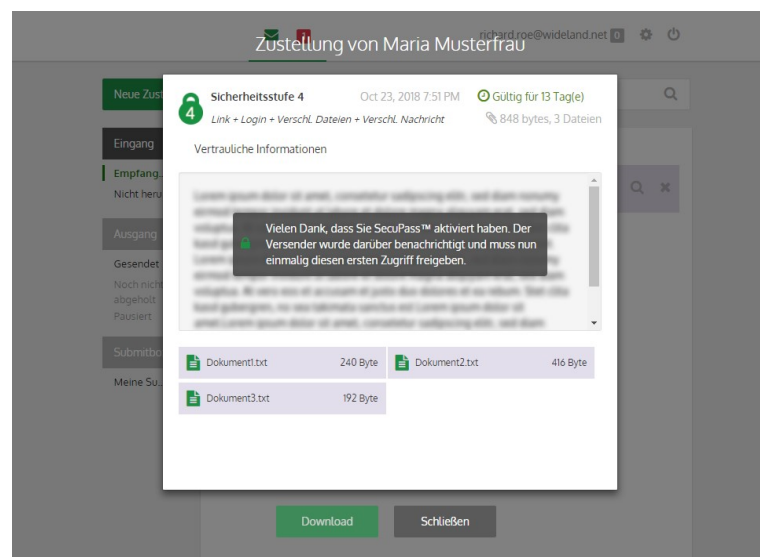 richard.roe@wideland.net 0
Zustellung von Maria Musterfrau
Neue Zust
Sicherheitsstufe 4 Oct 23, 2018 7:51 PM Gültig für 13 Tag(e)
4
Link + Login + Verschl. Dateien + Verschl. Nachricht 848 bytes, 3 Dateien
Eingang
Vertrauliche Informationen
Empfang...
Nicht heru
Ausgang
Vielen Dank, dass Sie SecuPass™ aktiviert haben. Der
Versender wurde darüber benachrichtigt und muss nun
einmalig diesen ersten Zugriff freigeben.
Gesendet
Noch nicht
abgeholt
Pausiert
Submitbo
Meine Su...
Dokument1.txt 240 Byte Dokument2.txt 416 Byte
Dokument3.txt 192 Byte
Download Schließen